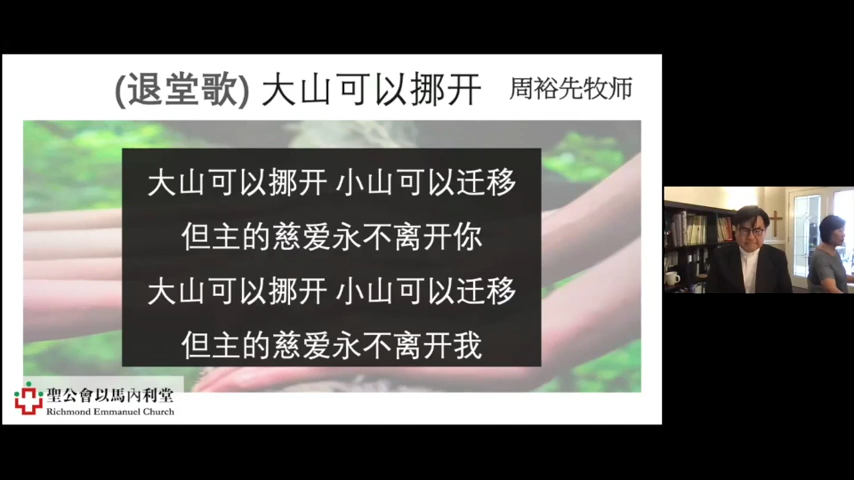 (退堂歌) 大山可以挪开 周裕先牧师
大山可以挪开 小山可以迁移
但主的慈爱永不离开你
大山可以挪开 小山可以迁移
但主的慈爱永不离开我
聖公會以馬內利堂
Richmond Emmanuel Church